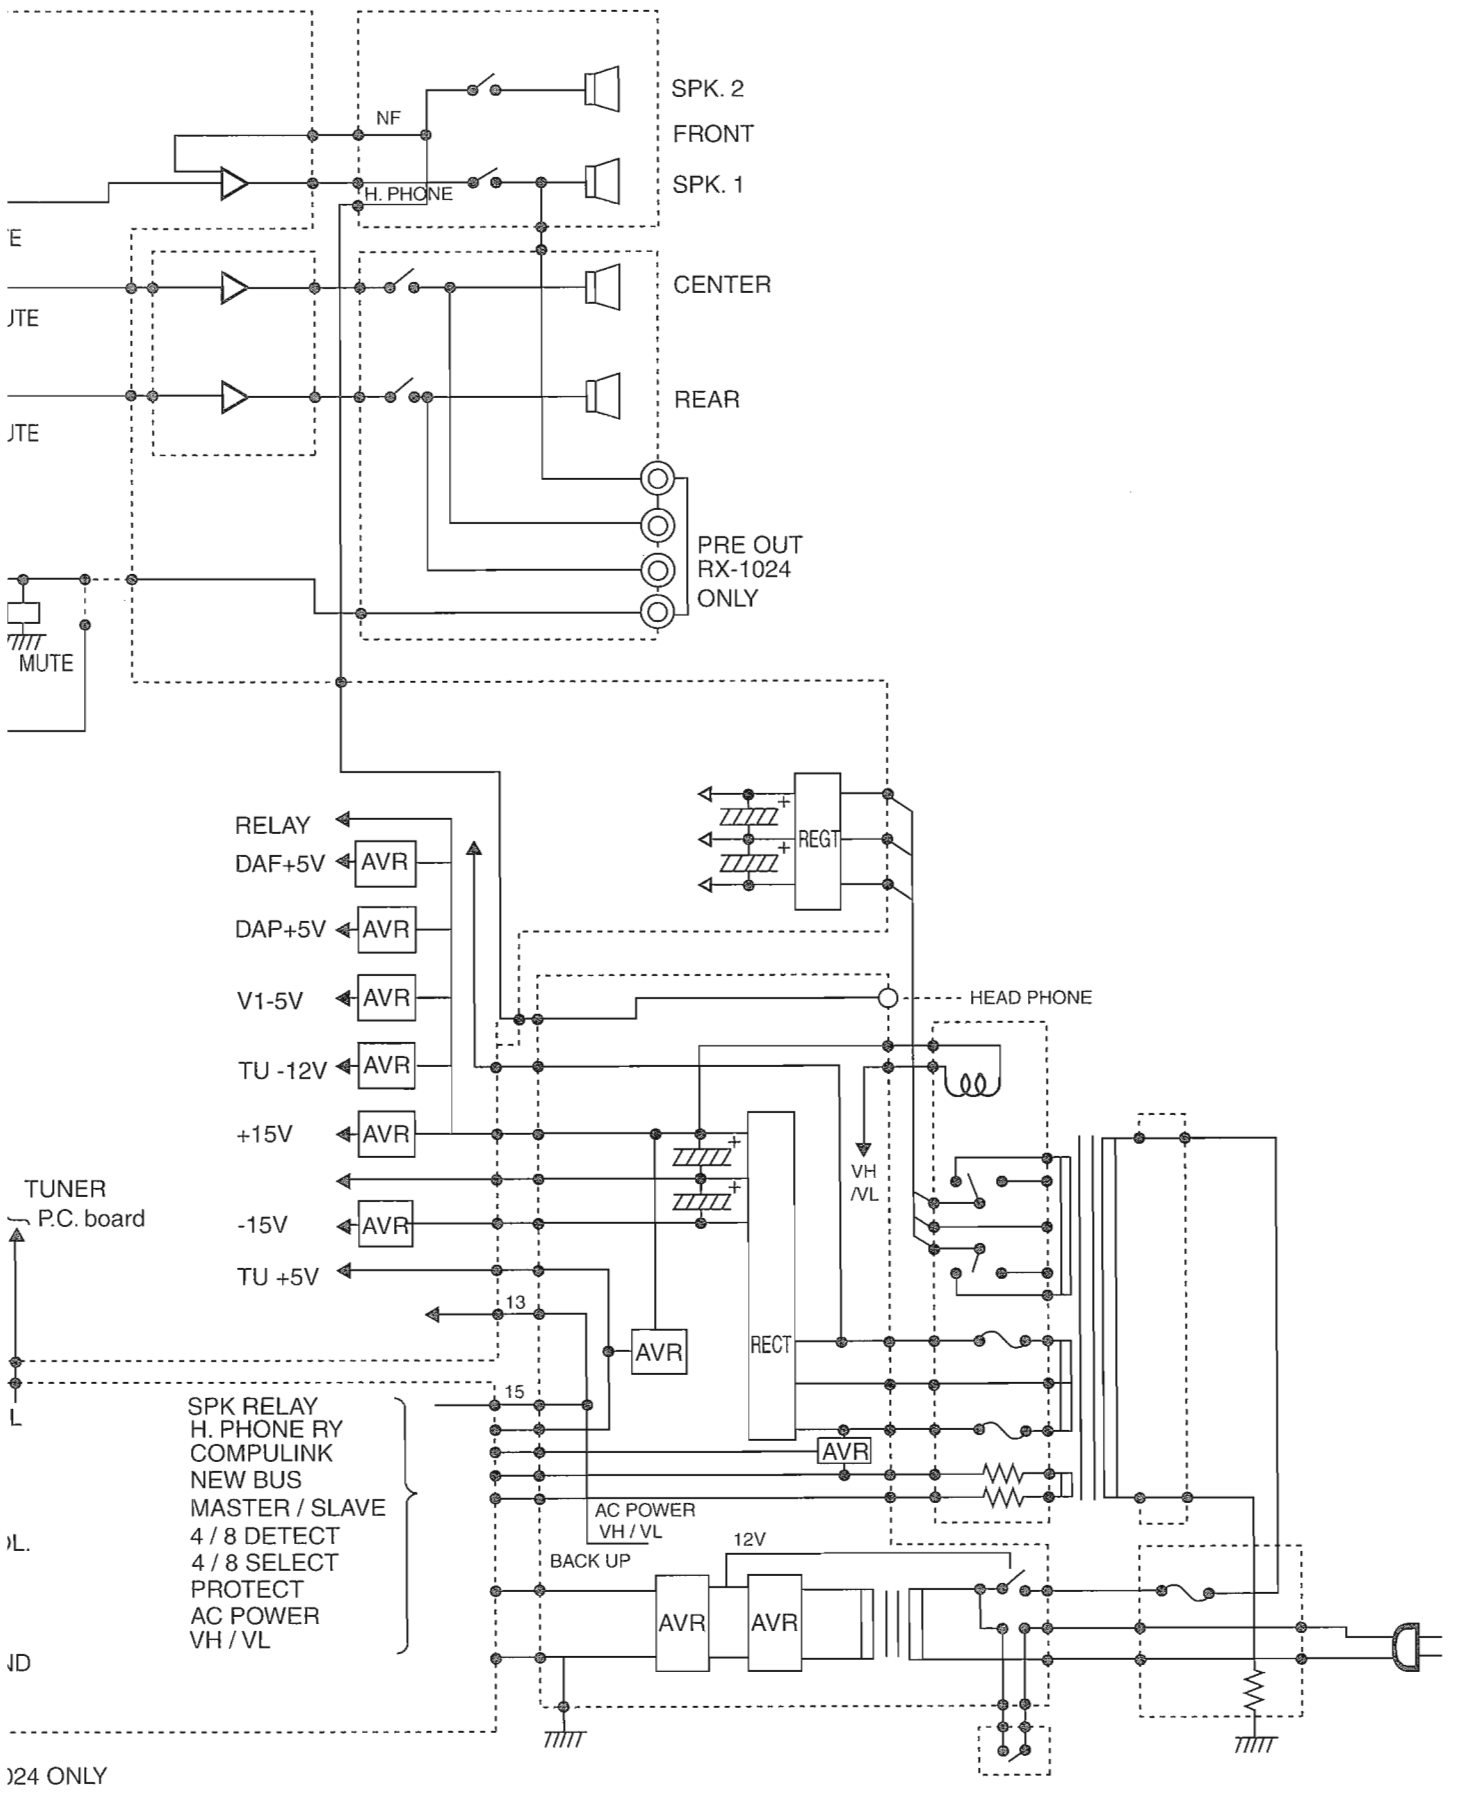 SPK. 2
NF
FRONT
SPK. 1
H. PHONE
CENTER
REAR
PRE OUT
RX-1024
ONLY
MUTE
RELAY
REGT
DAF+5V
AVR
DAP+5V
AVR
V1-5V
AVR
HEAD PHONE
TU -12V
AVR
+15V
AVR
VH
/VL
TUNER
P.C. board
-15V
AVR
TU +5V
13
AVR
RECT
15
SPK RELAY
H. PHONE RY
COMPULINK
AVR
NEW BUS
MASTER / SLAVE
4 / 8 DETECT
4 / 8 SELECT
PROTECT
AC POWER
VH / VL
AC POWER
VH / VL
12V
BACK UP
AVR
AVR
024 ONLY